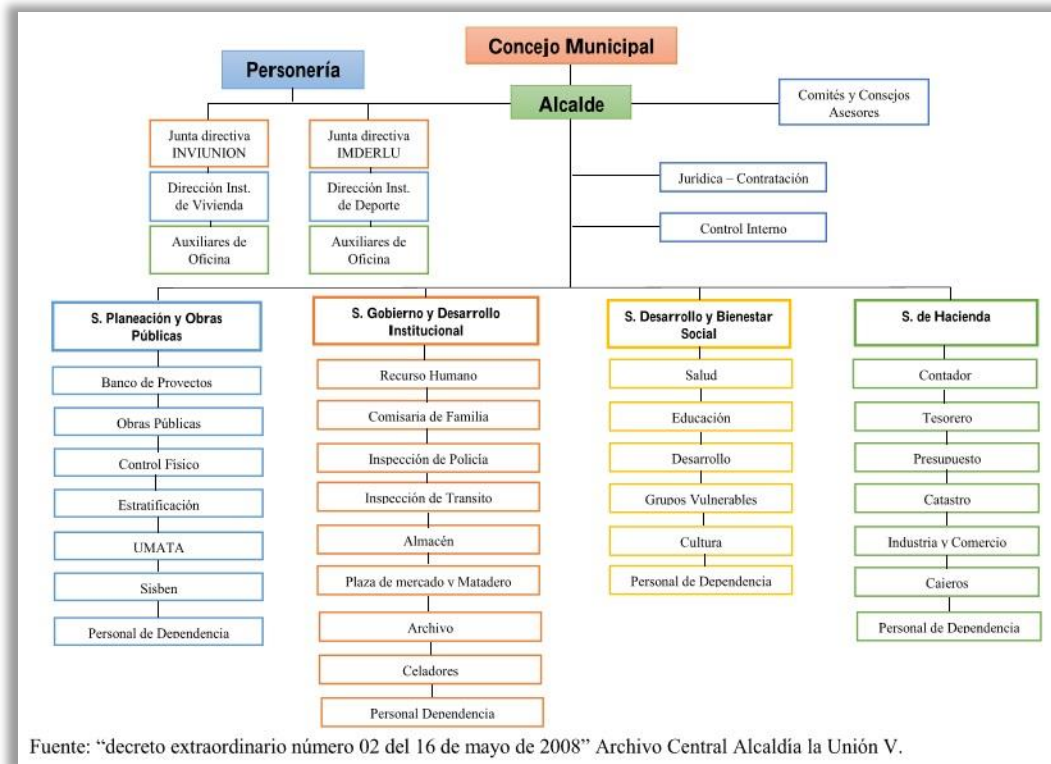 Concejo Municipal
Personería
Alcalde
Comités y Consejos
Asesores
Junta directiva
INVIUNION
Junta directiva
IMDERLU
Dirección Inst.
de Vivienda
Dirección Inst.
de Deporte
Auxiliares de
Oficina
Auxiliares de
Oficina
Jurídica – Contratación
Control Interno
S. Planeación y Obras
Públicas
Banco de Proyectos
Obras Públicas
Control Físico
Estratificación
UMATA
Sisben
Personal de Dependencia
S. Gobierno y Desarrollo
Institucional
Recurso Humano
Comisaria de Familia
Inspección de Policía
Inspección de Transito
Almacén
Plaza de mercado y Matadero
Archivo
Celadores
Personal Dependencia
S. Desarrollo y Bienestar
Social
Salud
Educación
Desarrollo
Grupos Vulnerables
Cultura
Personal de Dependencia
S. de Hacienda
Contador
Tesorero
Presupuesto
Catastro
Industria y Comercio
Cajeros
Personal de Dependencia
Fuente: “decreto extraordinario número 02 del 16 de mayo de 2008” Archivo Central Alcaldía la Unión V.